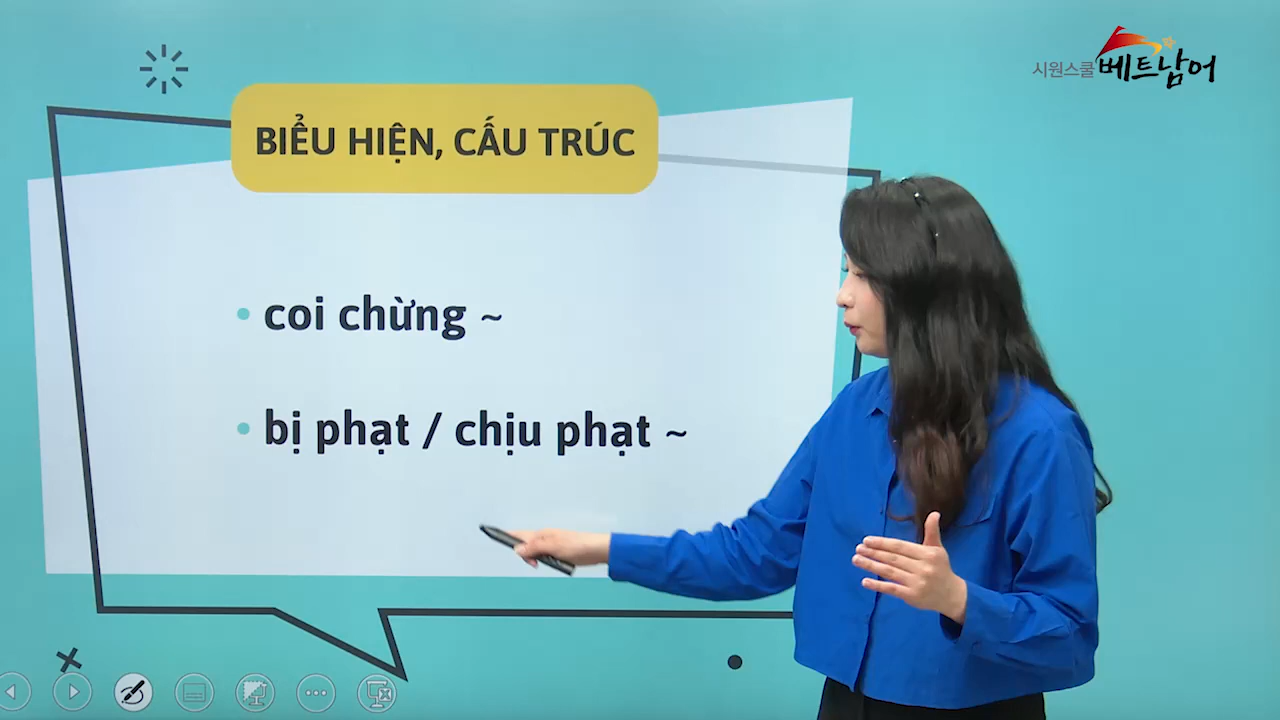 시원스쿨 베트남어
BIỂU HIỆN, CẤU TRÚC
• coi chừng ~
• bị phạt / chịu phạt ~